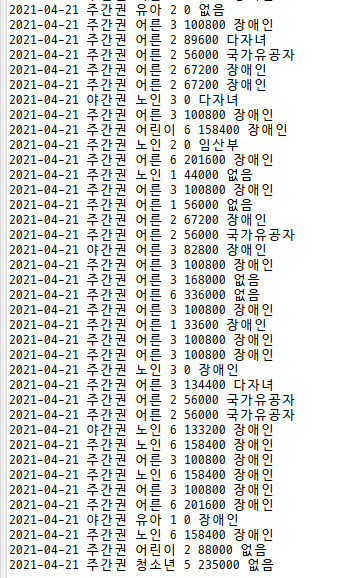 2021-04-21 주간권 유아 2 0 없음
2021-04-21 주간권 어른 3 100800 장애인
2021-04-21 주간권 어른 2 89600 다자녀
2021-04-21 주간권 어른 2 56000 국가유공자
2021-04-21 주간권 어른 2 67200 장애인
2021-04-21 주간권 어른 2 67200 장애인
2021-04-21 야간권 노인 3 0 다자녀
2021-04-21 주간권 어른 3 100800 장애인
2021-04-21 주간권 어린이 6 158400 장애인
2021-04-21 주간권 노인 2 0 임산부
2021-04-21 주간권 어른 6 201600 장애인
2021-04-21 주간권 노인 1 44000 없음
2021-04-21 주간권 어른 3 100800 장애인
2021-04-21 주간권 어른 1 56000 없음
2021-04-21 주간권 어른 2 67200 장애인
2021-04-21 주간권 어른 2 56000 국가유공자
2021-04-21 야간권 어른 3 82800 장애인
2021-04-21 주간권 어른 3 100800 장애인
2021-04-21 주간권 어른 3 168000 없음
2021-04-21 주간권 어른 6 336000 없음
2021-04-21 주간권 어른 3 100800 장애인
2021-04-21 주간권 어른 1 33600 장애인
2021-04-21 주간권 어른 3 100800 장애인
2021-04-21 주간권 어른 3 100800 장애인
2021-04-21 주간권 노인 3 0 장애인
2021-04-21 주간권 어른 3 134400 다자녀
2021-04-21 주간권 어른 2 56000 국가유공자
2021-04-21 주간권 어른 2 56000 국가유공자
2021-04-21 야간권 노인 6 133200 장애인
2021-04-21 주간권 노인 6 158400 장애인
2021-04-21 주간권 어른 3 100800 장애인
2021-04-21 주간권 노인 6 158400 장애인
2021-04-21 주간권 어른 3 100800 장애인
2021-04-21 주간권 어른 6 201600 장애인
2021-04-21 야간권 유아 1 0 장애인
2021-04-21 주간권 노인 6 158400 장애인
2021-04-21 주간권 어린이 2 88000 없음
2021-04-21 주간권 청소년 5 235000 없음